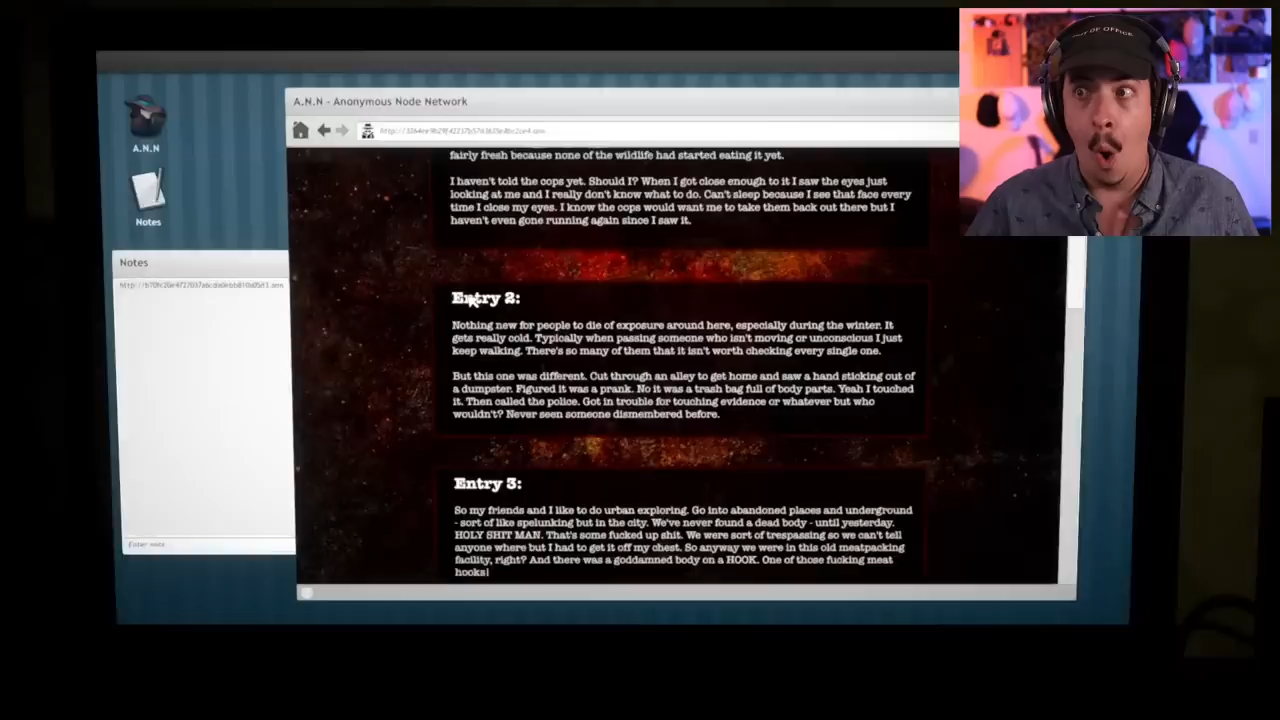 OUT OF OFFICE
A.N.N - Anonymous Node Network
A.N.N
Notes
Notes
Enter note
fairly fresh because none of the wildlife had started eating it yet.
I haven't told the cops yet. Should I? When I got close enough to it I saw the eyes just
looking at me and I really don't know what to do. Can't sleep because I see that face every
time I close my eyes. I know the cops would want me to take them back out there but I
haven't even gone running again since I saw it.
Entry 2:
Nothing new for people to die of exposure around here, especially during the winter. It
gets really cold. Typically when passing someone who isn't moving or unconscious I just
keep walking. There's so many of them that it isn't worth checking every single one.
But this one was different. Cut through an alley to get home and saw a hand sticking out of
a dumpster. Figured it was a prank. No it was a trash bag full of body parts. Yeah I touched
it. Then called the police. Got in trouble for touching evidence or whatever but who
wouldn't? Never seen someone dismembered before.
Entry 3:
So my friends and I like to do urban exploring. Go into abandoned places and underground
- sort of like spelunking but in the city. We've never found a dead body - until yesterday.
HOLY SHIT MAN. That's some fucked up shit. We were sort of trespassing so we can't tell
anyone where but I had to get it off my chest. So anyway we were in this old meatpacking
facility, right? And there was a goddamned body on a HOOK. One of those fucking meat
hooks!